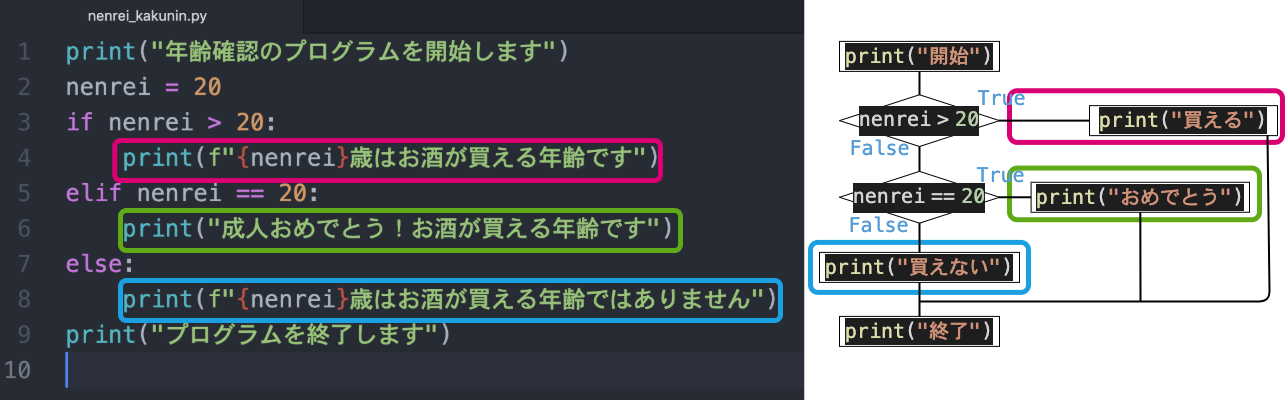 nenrei_kakunin.py
1 print("年齢確認のプログラムを開始します")
2 nenrei = 20
3 if nenrei > 20:
4 print(f"{nenrei}歳はお酒が買える年齢です")
5 elif nenrei == 20:
6 print("成人おめでとう！お酒が買える年齢です")
7 else:
8 print(f"{nenrei}歳はお酒が買える年齢ではありません")
9 print("プログラムを終了します")
10
print("開始")
True
nenrei > 20
print("買える")
False
True
nenrei == 20
print("おめでとう")
False
print("買えない")
print("終了")